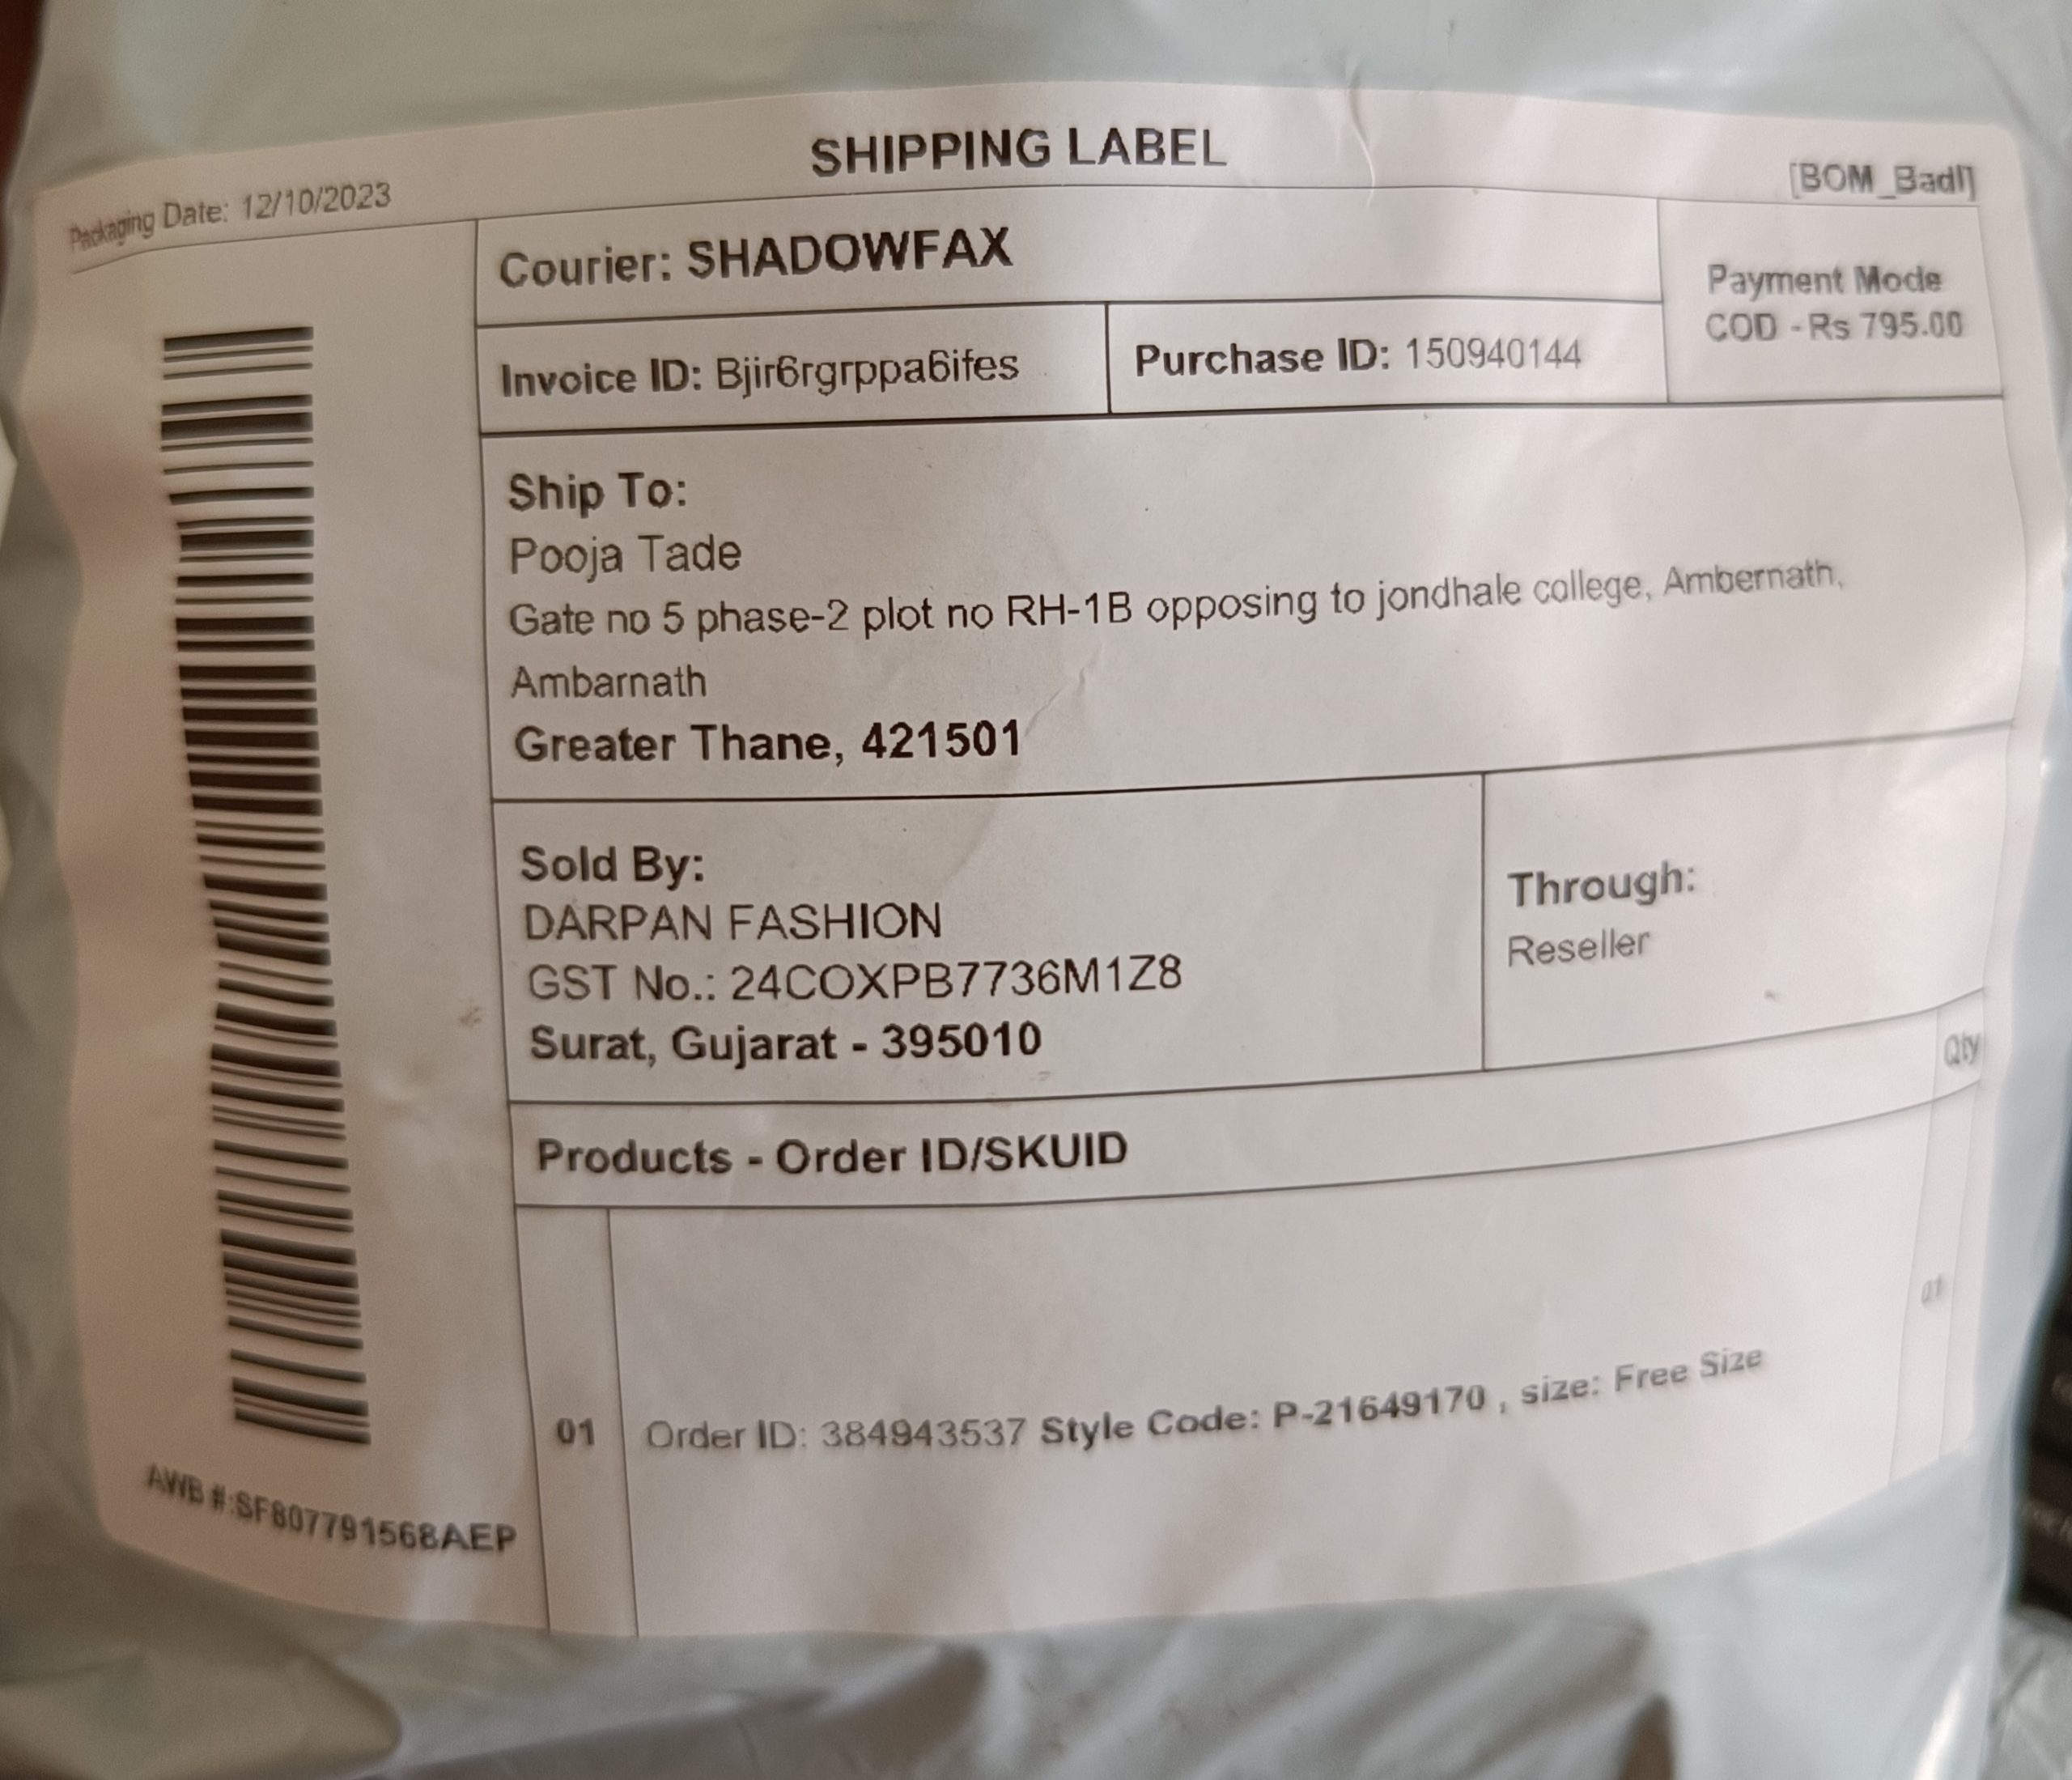 SHIPPING LABEL
Packaging Date: 12/10/2023
[BOM_Badl]
Courier: SHADOWFAX
Payment Mode
COD - Rs 795.00
Invoice ID: Bjir6rgrppa6ifes
Purchase ID: 150940144
Ship To:
Pooja Tade
Gate no 5 phase-2 plot no RH-1B opposing to jondhale college, Ambernath,
Ambarnath
Greater Thane, 421501
Sold By:
DARPAN FASHION
GST No.: 24COXPB7736M1Z8
Surat, Gujarat - 395010
Through:
Reseller
Products - Order ID/SKUID
Qty
01
Order ID: 384943537 Style Code: P-21649170 , size: Free Size
01
AWB #:SF807791568AEP